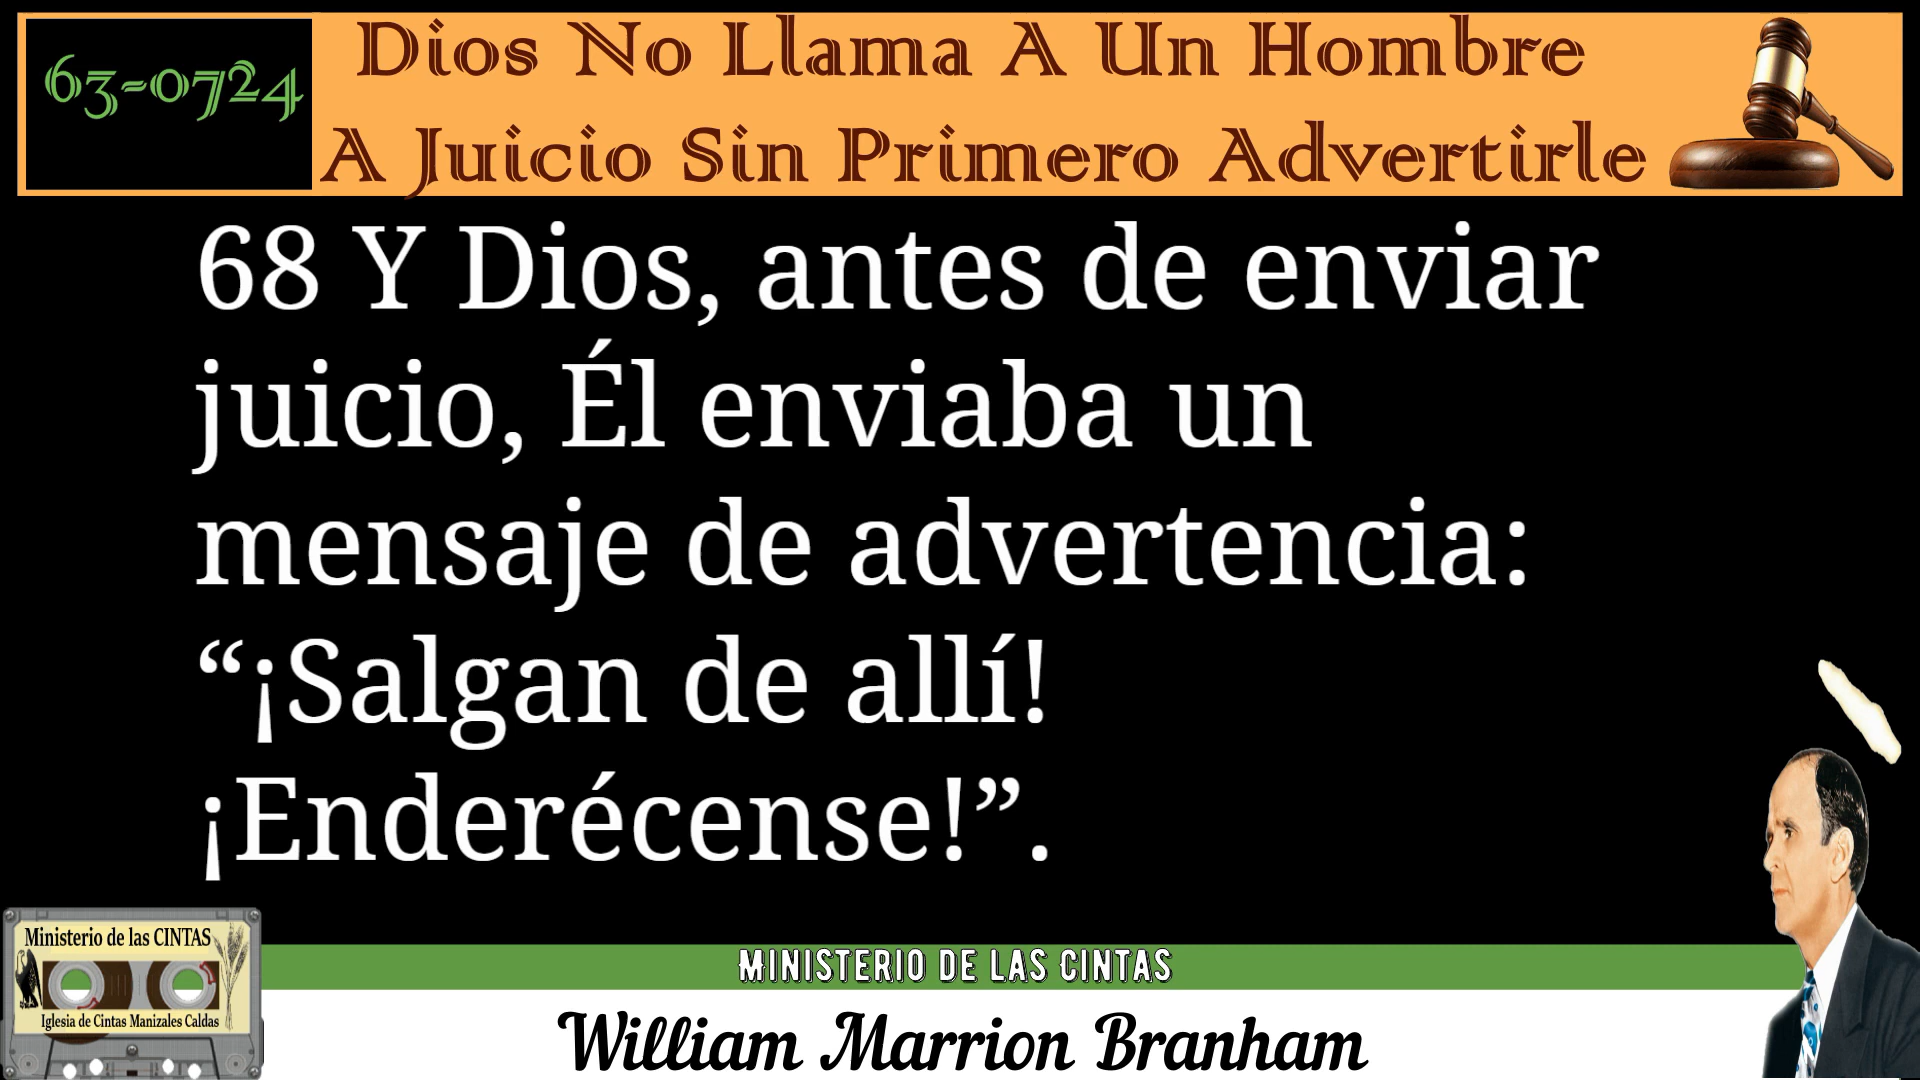 63-0724
Dios No Llama A Un Hombre
A Juicio Sin Primero Advertirle
68 Y Dios, antes de enviar
juicio, Él enviaba un
mensaje de advertencia:
“¡Salgan de allí!
¡Enderécense!”.
Ministerio de las CINTAS
Iglesia de Cintas Manizales Caldas
MINISTERIO DE LAS CINTAS
William Marrion Branham